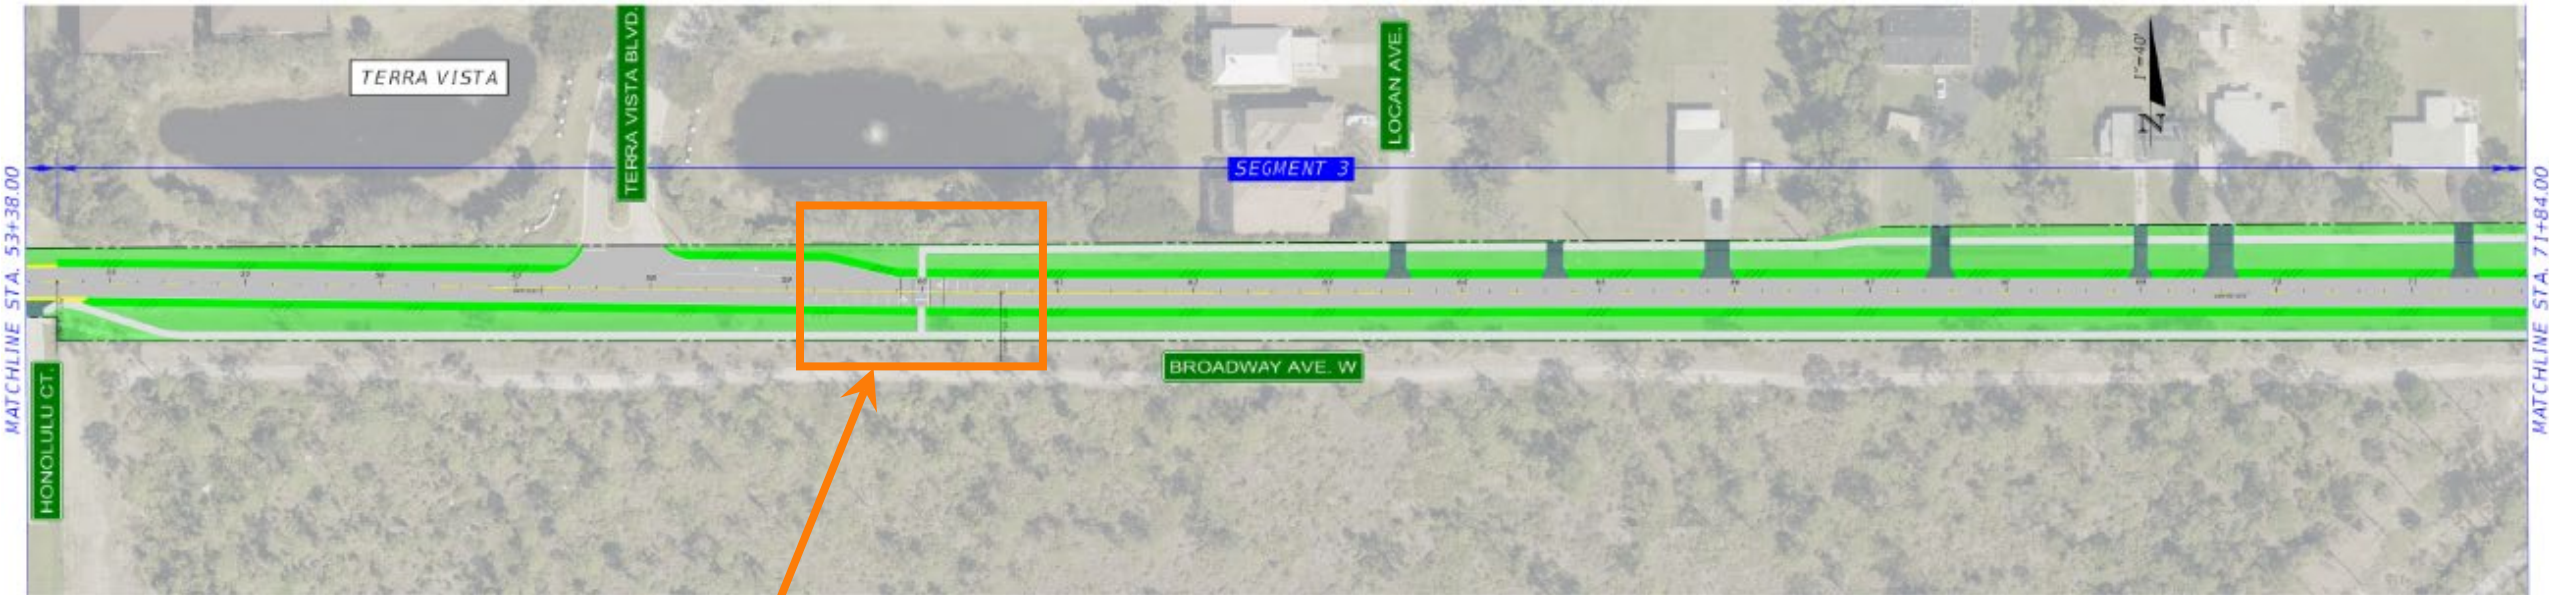 TERRA VISTA
TERRA VISTA BLVD.
LOCAN AVE.
1"=40'
N
SEGMENT 3
MATCHLINE STA. 53+38.00
MATCHLINE STA. 71+84.00
HONOLULU CT.
BROADWAY AVE. W